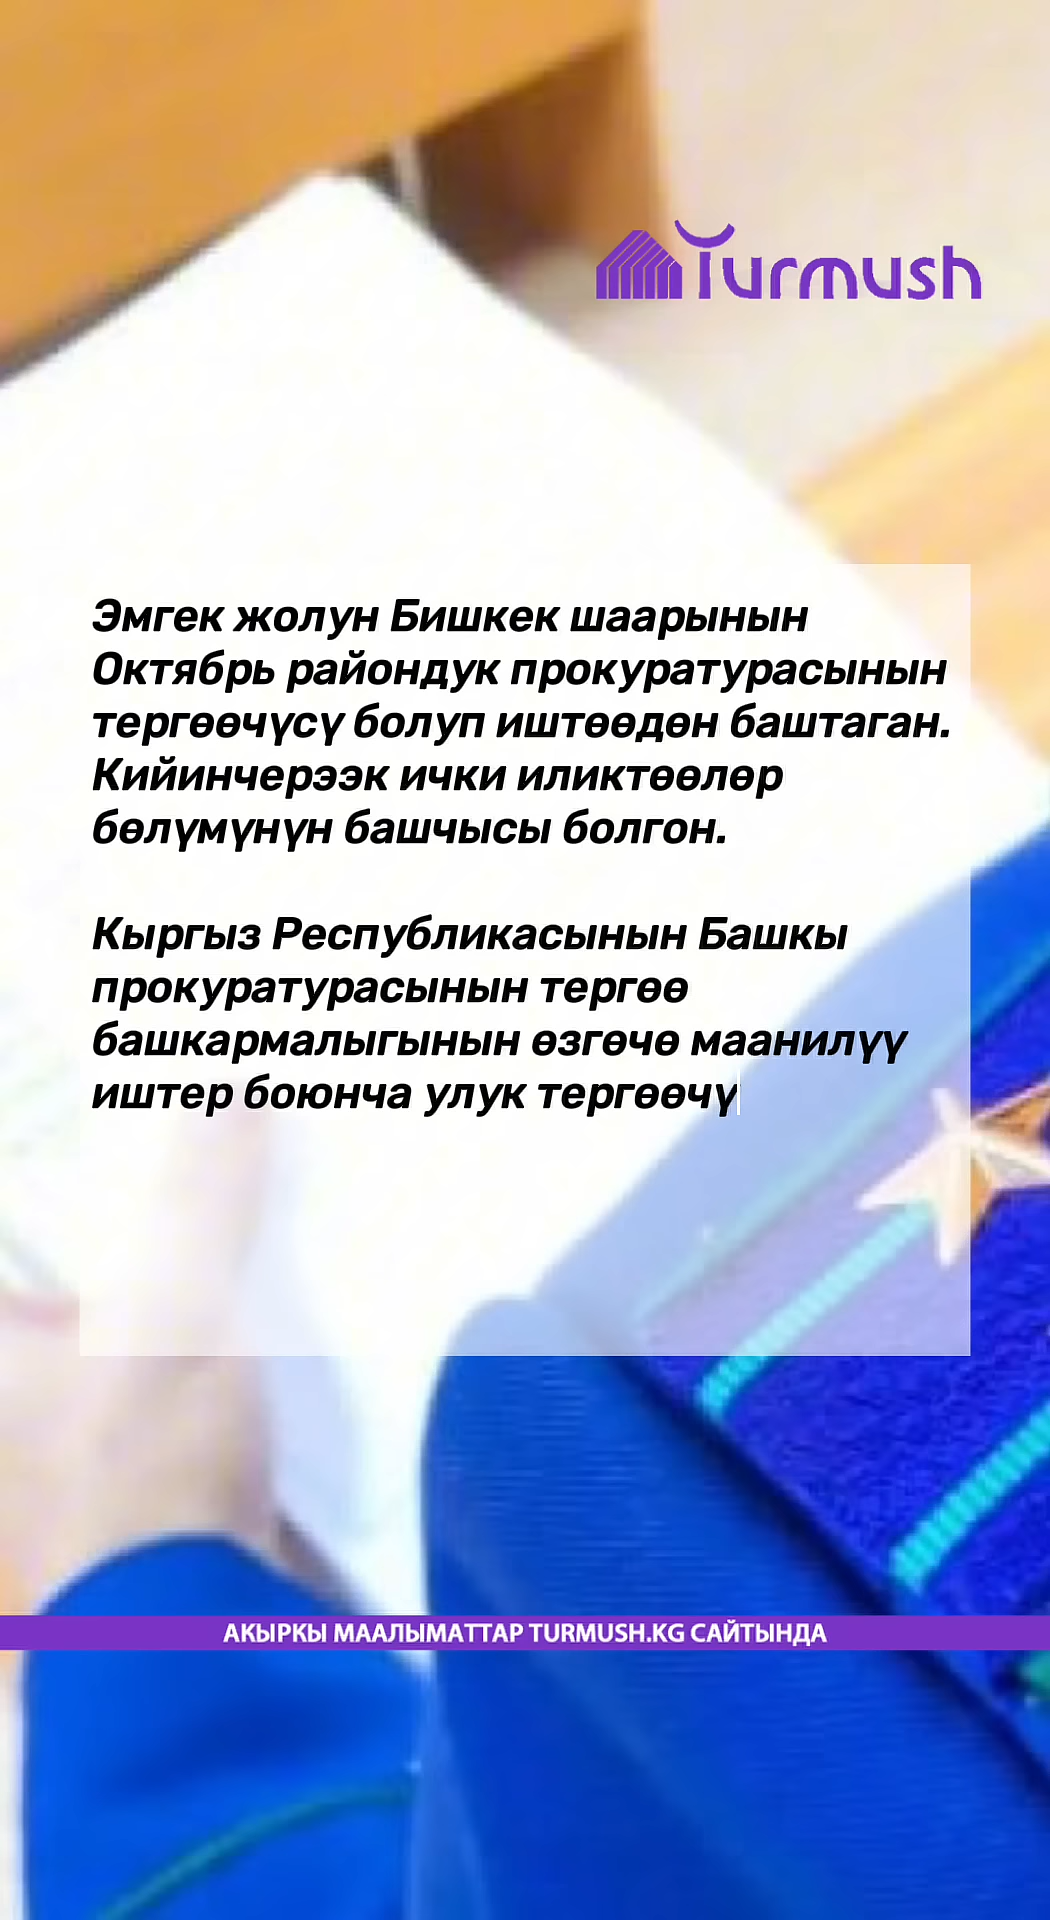 Turmush
Эмгек жолун Бишкек шаарынын
Октябрь райондук прокуратурасынын
тергөөчүсү болуп иштөөдөн баштаган.
Кийинчерээк ички иликтөөлөр
бөлүмүнүн башчысы болгон.
Кыргыз Республикасынын Башкы
прокуратурасынын тергөө
башкармалыгынын өзгөчө маанилүү
иштер боюнча улук тергөөчү
АКЫРКЫ МААЛЫМАТТАР TURMUSH.KG САЙТЫНДА